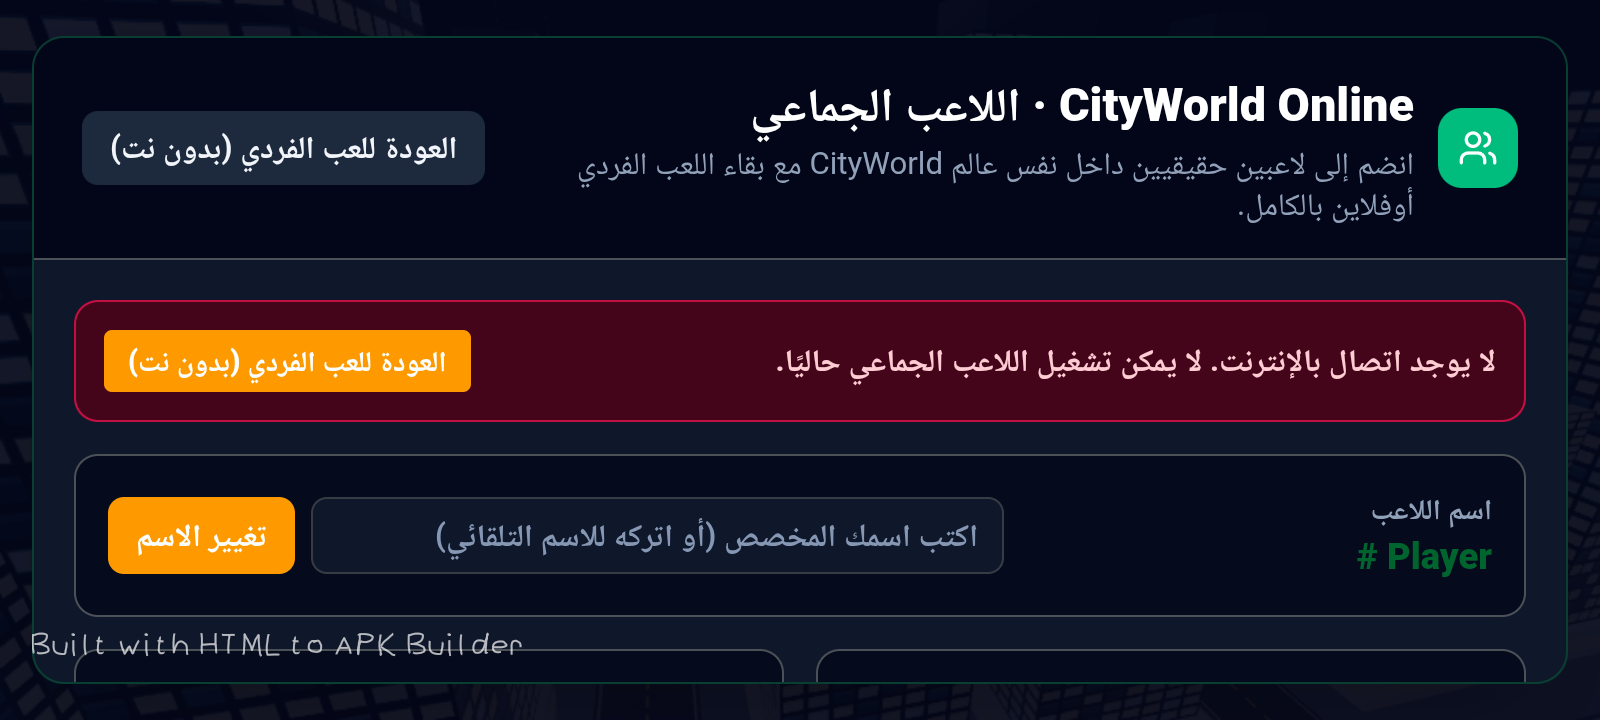 CityWorld Online · اللاعب الجماعي
انضم إلى لاعبين حقيقيين داخل نفس عالم CityWorld مع بقاء اللعب الفردي
أوفلاين بالكامل.
العودة للعب الفردي (بدون نت)
لا يوجد اتصال بالإنترنت. لا يمكن تشغيل اللاعب الجماعي حاليًا.
العودة للعب الفردي (بدون نت)
اسم اللاعب
# Player
اكتب اسمك المخصص (أو اتركه للاسم التلقائي)
تغيير الاسم
Built with HTML to APK Builder